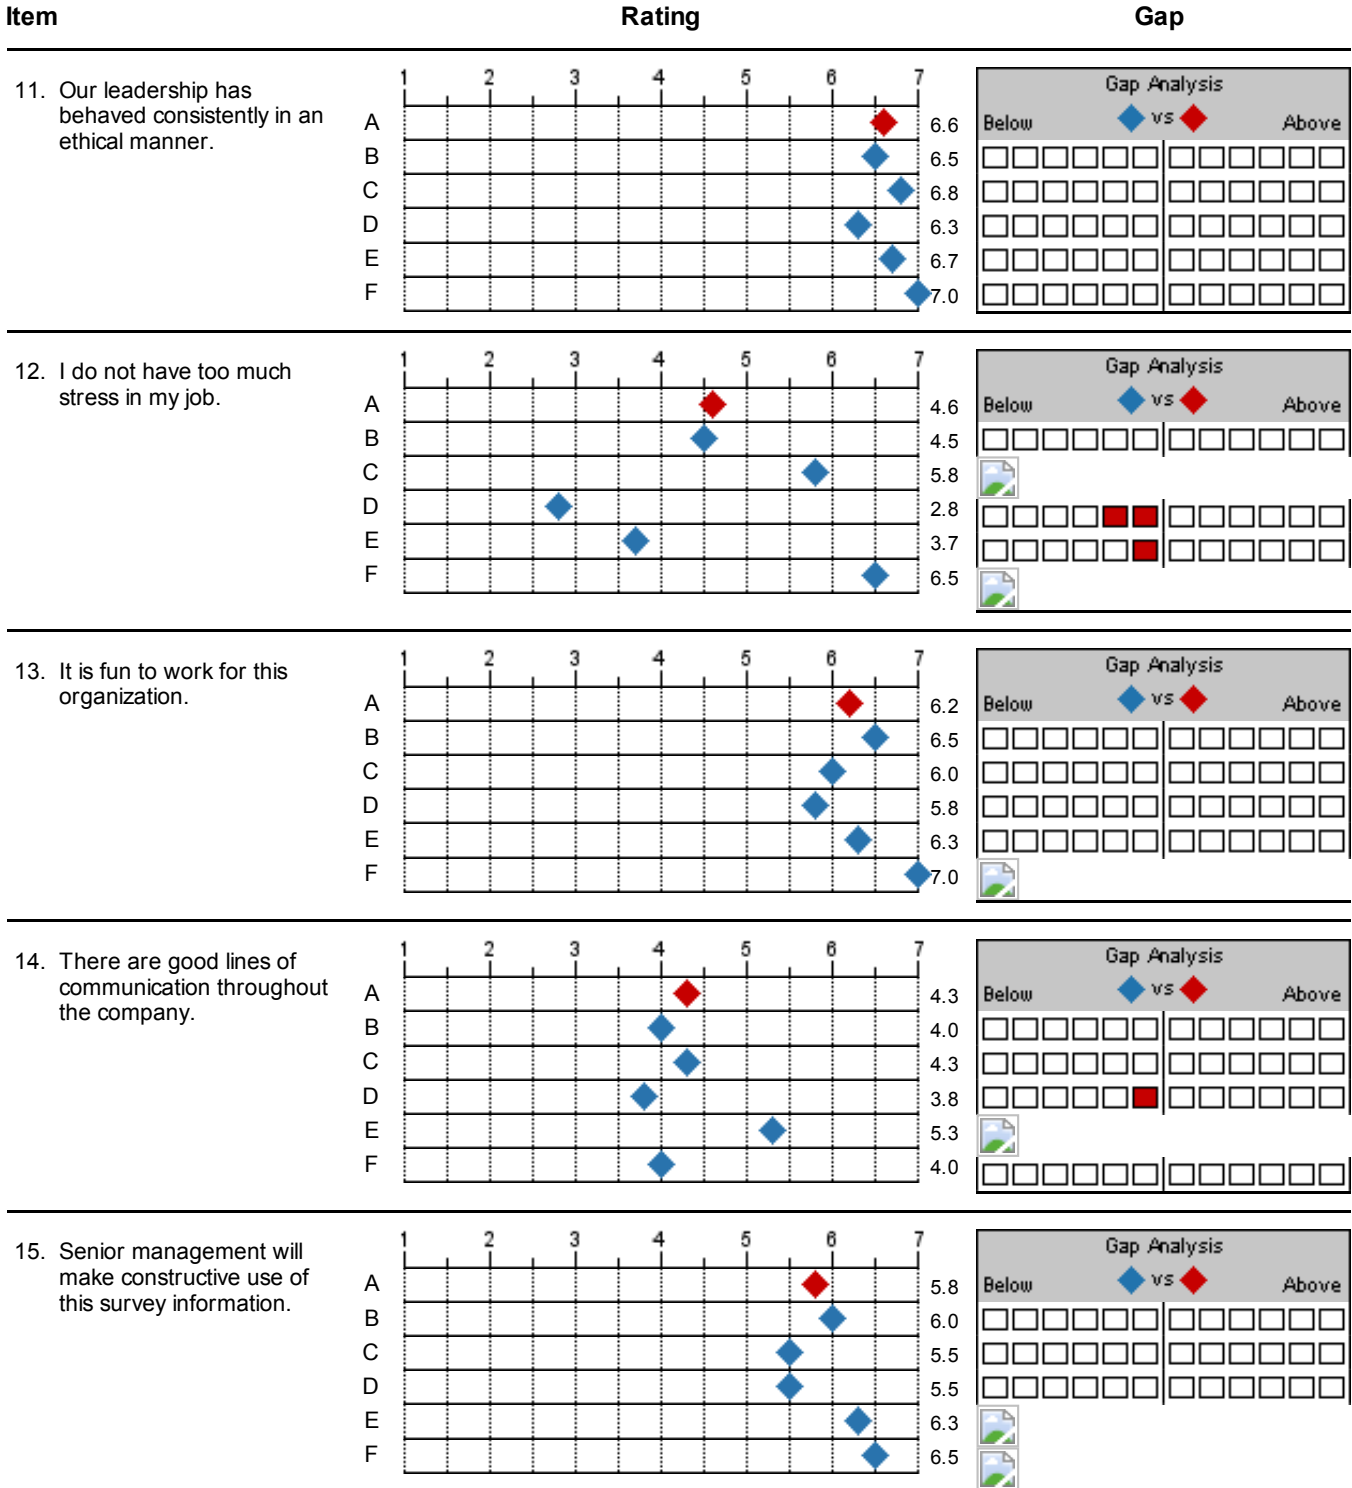 Item Rating Gap
11. Our leadership has
behaved consistently in an
ethical manner.
1 2 3 4 5 6 7
A 6.6
B 6.5
C 6.8
D 6.3
E 6.7
F 7.0
Gap Analysis
Below vs Above
12. I do not have too much
stress in my job.
1 2 3 4 5 6 7
A 4.6
B 4.5
C 5.8
D 2.8
E 3.7
F 6.5
Gap Analysis
Below vs Above
13. It is fun to work for this
organization.
1 2 3 4 5 6 7
A 6.2
B 6.5
C 6.0
D 5.8
E 6.3
F 7.0
Gap Analysis
Below vs Above
14. There are good lines of
communication throughout
the company.
1 2 3 4 5 6 7
A 4.3
B 4.0
C 4.3
D 3.8
E 5.3
F 4.0
Gap Analysis
Below vs Above
15. Senior management will
make constructive use of
this survey information.
1 2 3 4 5 6 7
A 5.8
B 6.0
C 5.5
D 5.5
E 6.3
F 6.5
Gap Analysis
Below vs Above